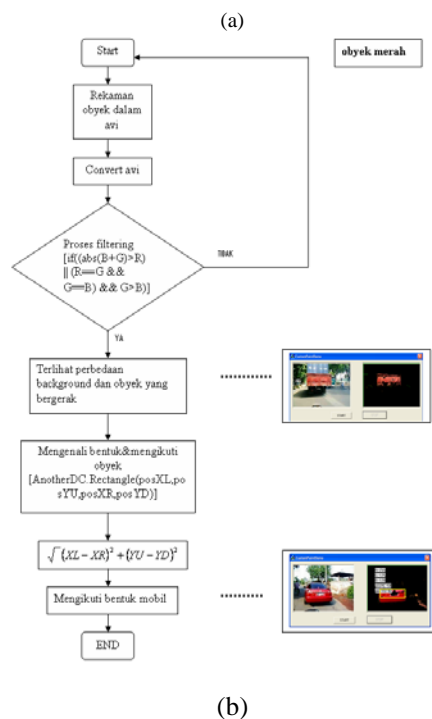 (a)
Start
obyek merah
Rekaman
obyek dalam
avi
Convert avi
Proses filtering
[if((abs(B+G)>R)
|| (R==G &&
G==B) && G>B)]
TIDAK
YA
Terlihat perbedaan
background dan obyek yang
bergerak
START
Mengenali bentuk&mengikuti
obyek
[AnotherDC.Rectangle(posXL,po
sYU,posXR,posYD)]
√(XL-XR)²+(YU-YD)²
START
Mengikuti bentuk mobil
END
(b)